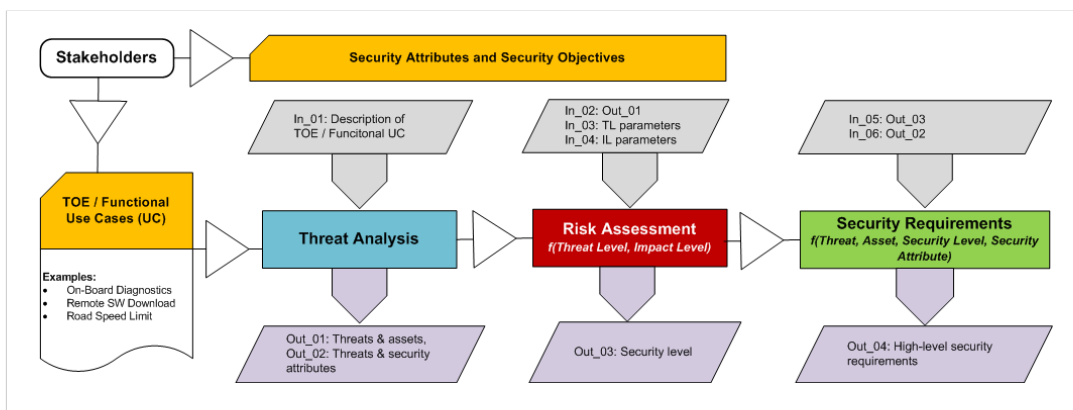 Stakeholders
Security Attributes and Security Objectives
In_01: Description of
TOE / Funcitonal UC
In_02: Out_01
In_03: TL parameters
In_04: IL parameters
In_05: Out_03
In_06: Out_02
TOE / Functional
Use Cases (UC)
Examples:
• On-Board Diagnostics
• Remote SW Download
• Road Speed Limit
Threat Analysis
Risk Assessment
f(Threat Level, Impact Level)
Security Requirements
f(Threat, Asset, Security Level, Security
Attribute)
Out_01: Threats & assets,
Out_02: Threats & security
attributes
Out_03: Security level
Out_04: High-level security
requirements